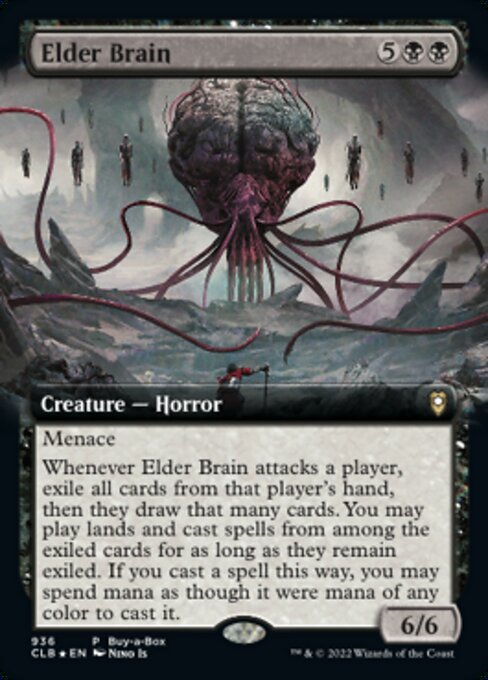 Elder Brain 5
Creature — Horror
Menace
Whenever Elder Brain attacks a player,
exile all cards from that player's hand,
then they draw that many cards. You may
play lands and cast spells from among the
exiled cards for as long as they remain
exiled. If you cast a spell this way, you may
spend mana as though it were mana of any
color to cast it.
6/6
936 P Buy-a-Box
CLB ★ EN Nino Is ™ & © 2022 Wizards of the Coast